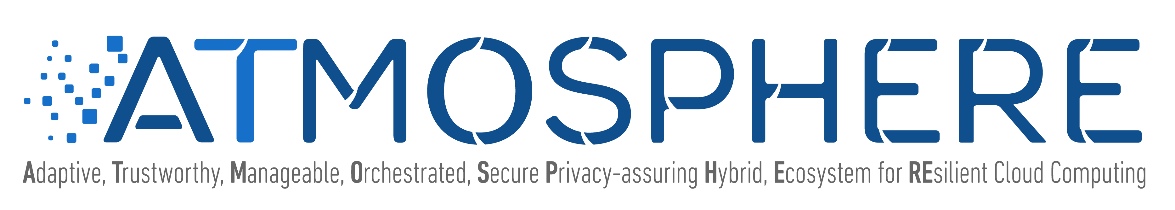 ATMOSPHERE
Adaptive, Trustworthy, Manageable, Orchestrated, Secure Privacy-assuring Hybrid, Ecosystem for REsilient Cloud Computing